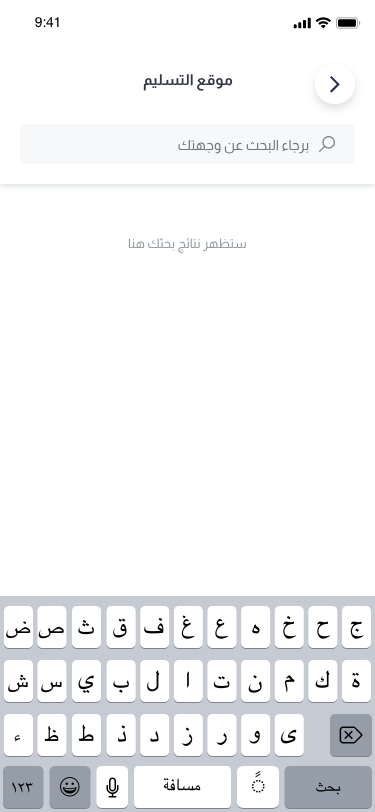 9:41
موقع التسليم
برجاء البحث عن وجهتك
ستظهر نتائج بحثك هنا
ض ص ث ق ف غ ع ه خ ح ج
ش س ي ب ل ا ت ن م ك ة
ء ظ ط ذ د ز ر و ى
١٢٣ مسافة بحث